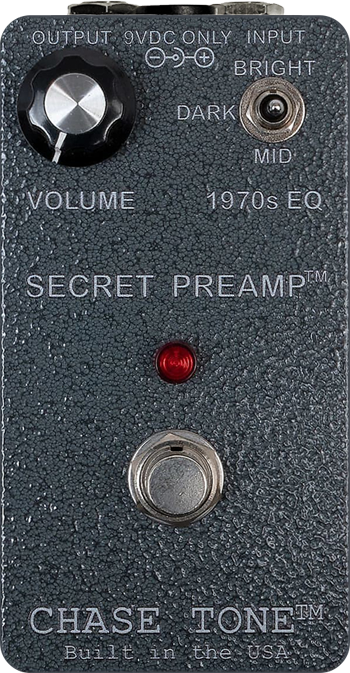 OUTPUT 9VDC ONLY INPUT
BRIGHT
DARK
MID
VOLUME 1970s EQ
SECRET PREAMP™
CHASE TONE™
Built in the USA